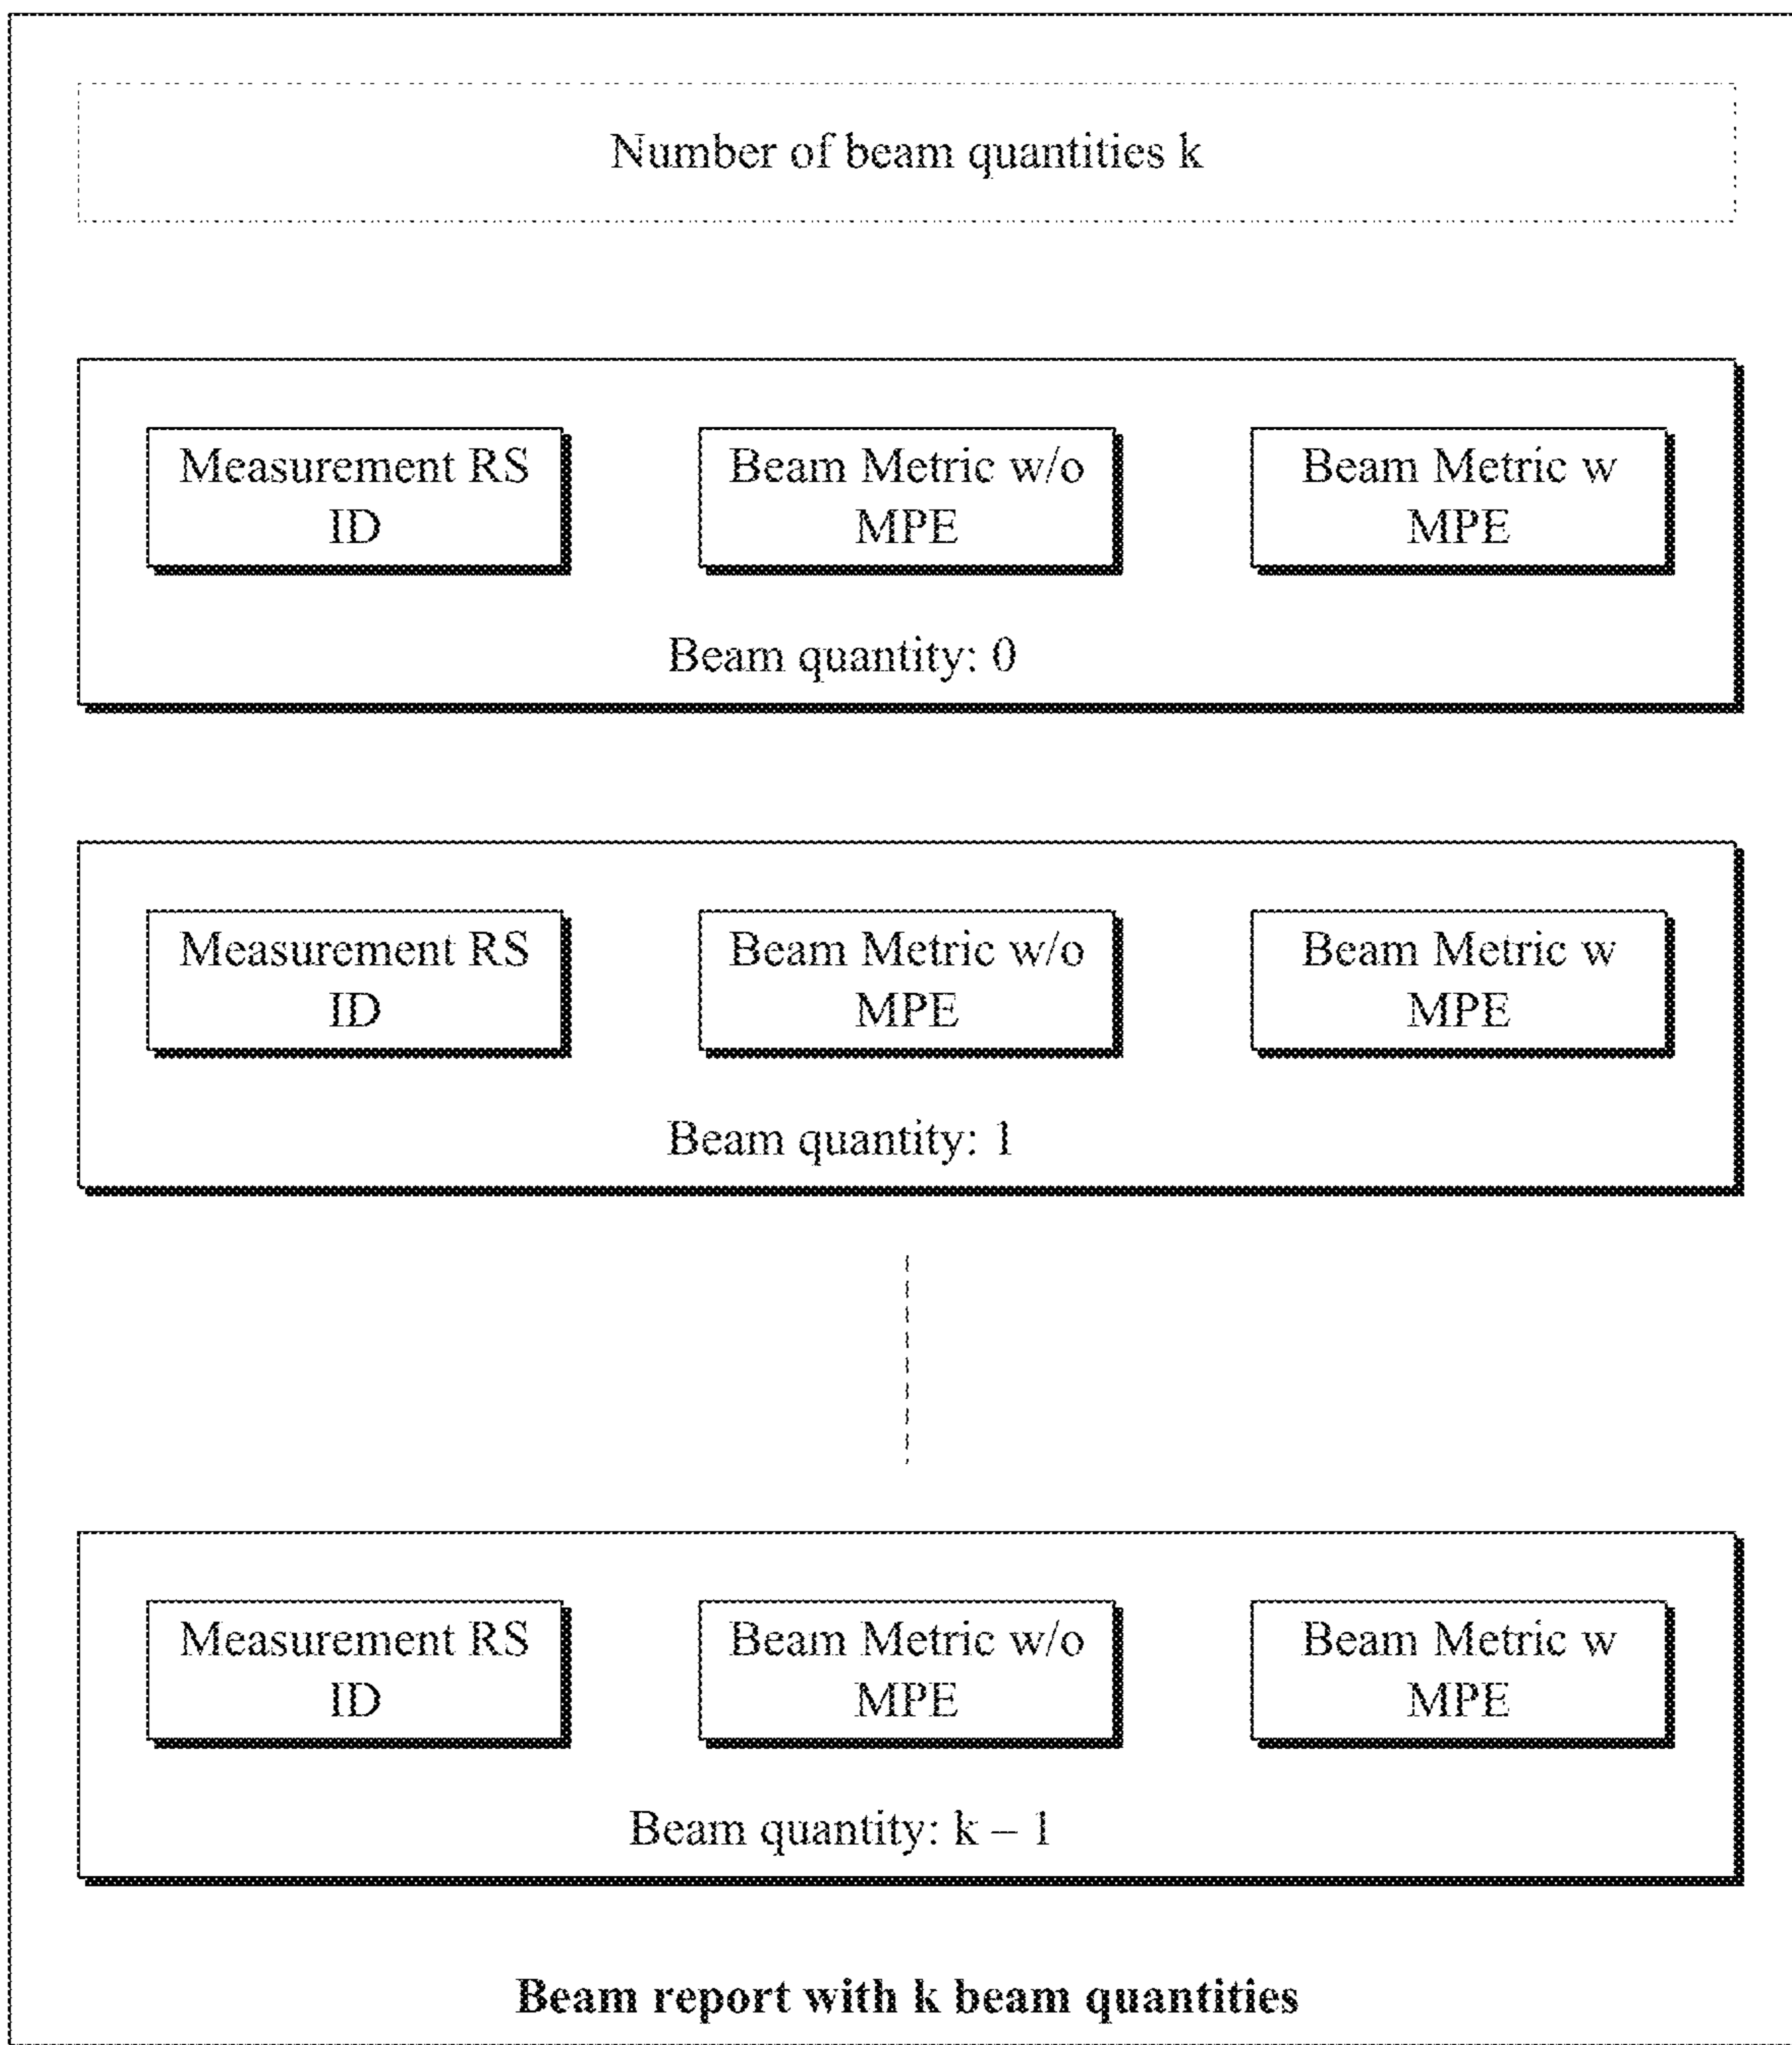 Number of beam quantities k
Measurement RS
ID
Beam Metric w/o
MPE
Beam Metric w
MPE
Beam quantity: 0
Measurement RS
ID
Beam Metric w/o
MPE
Beam Metric w
MPE
Beam quantity: 1
Measurement RS
ID
Beam Metric w/o
MPE
Beam Metric w
MPE
Beam quantity: k – 1
Beam report with k beam quantities